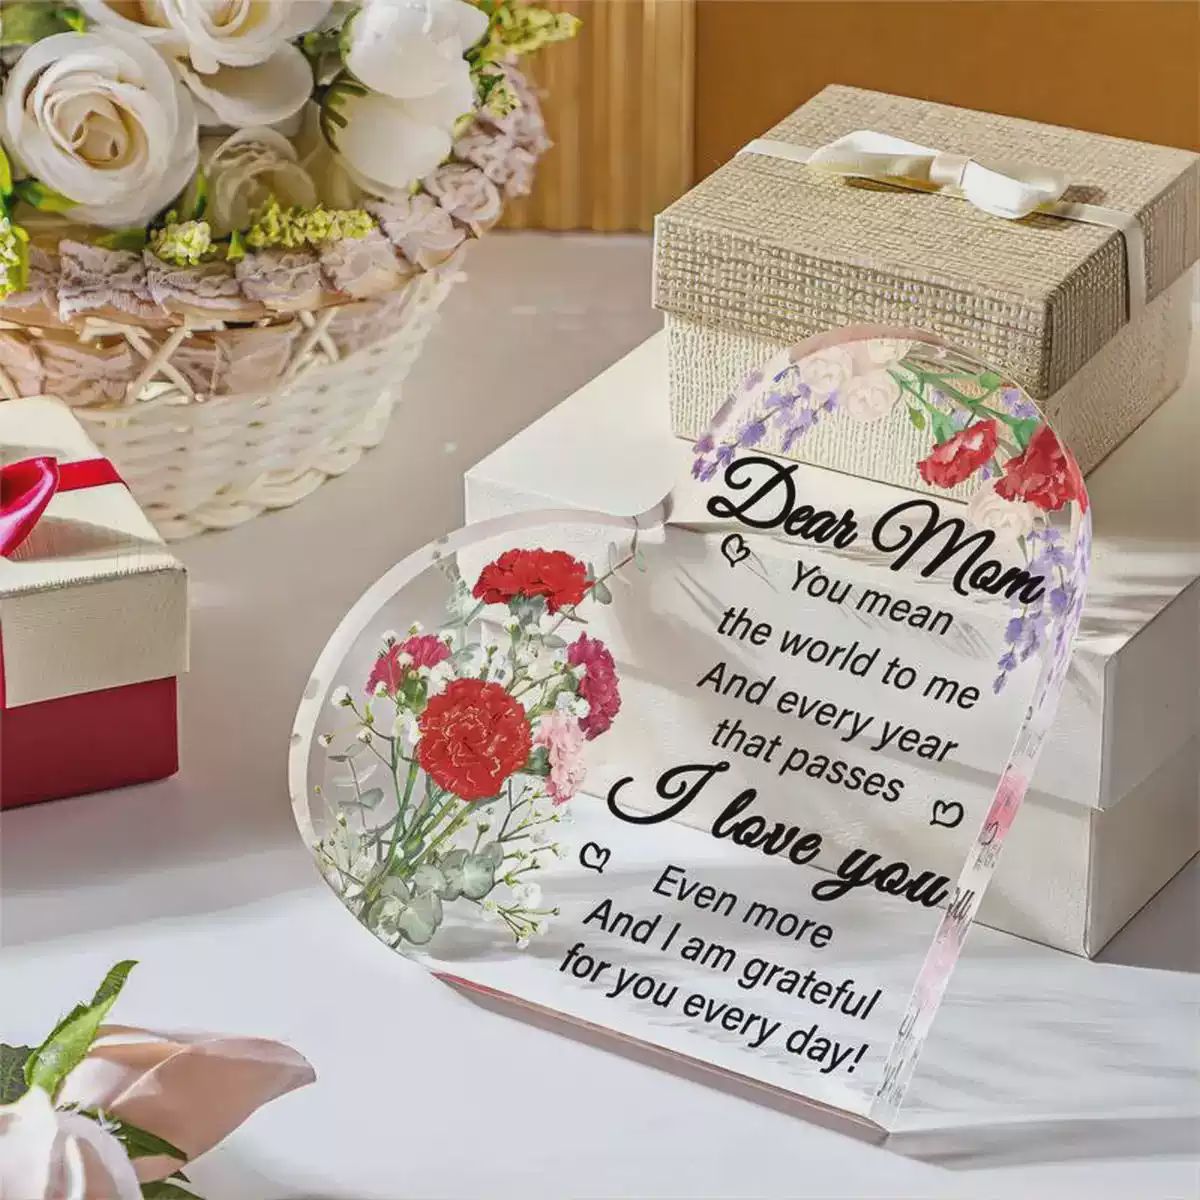 Dear Mom
You mean
the world to me
And every year
that passes
I love you
Even more
And I am grateful
for you every day!